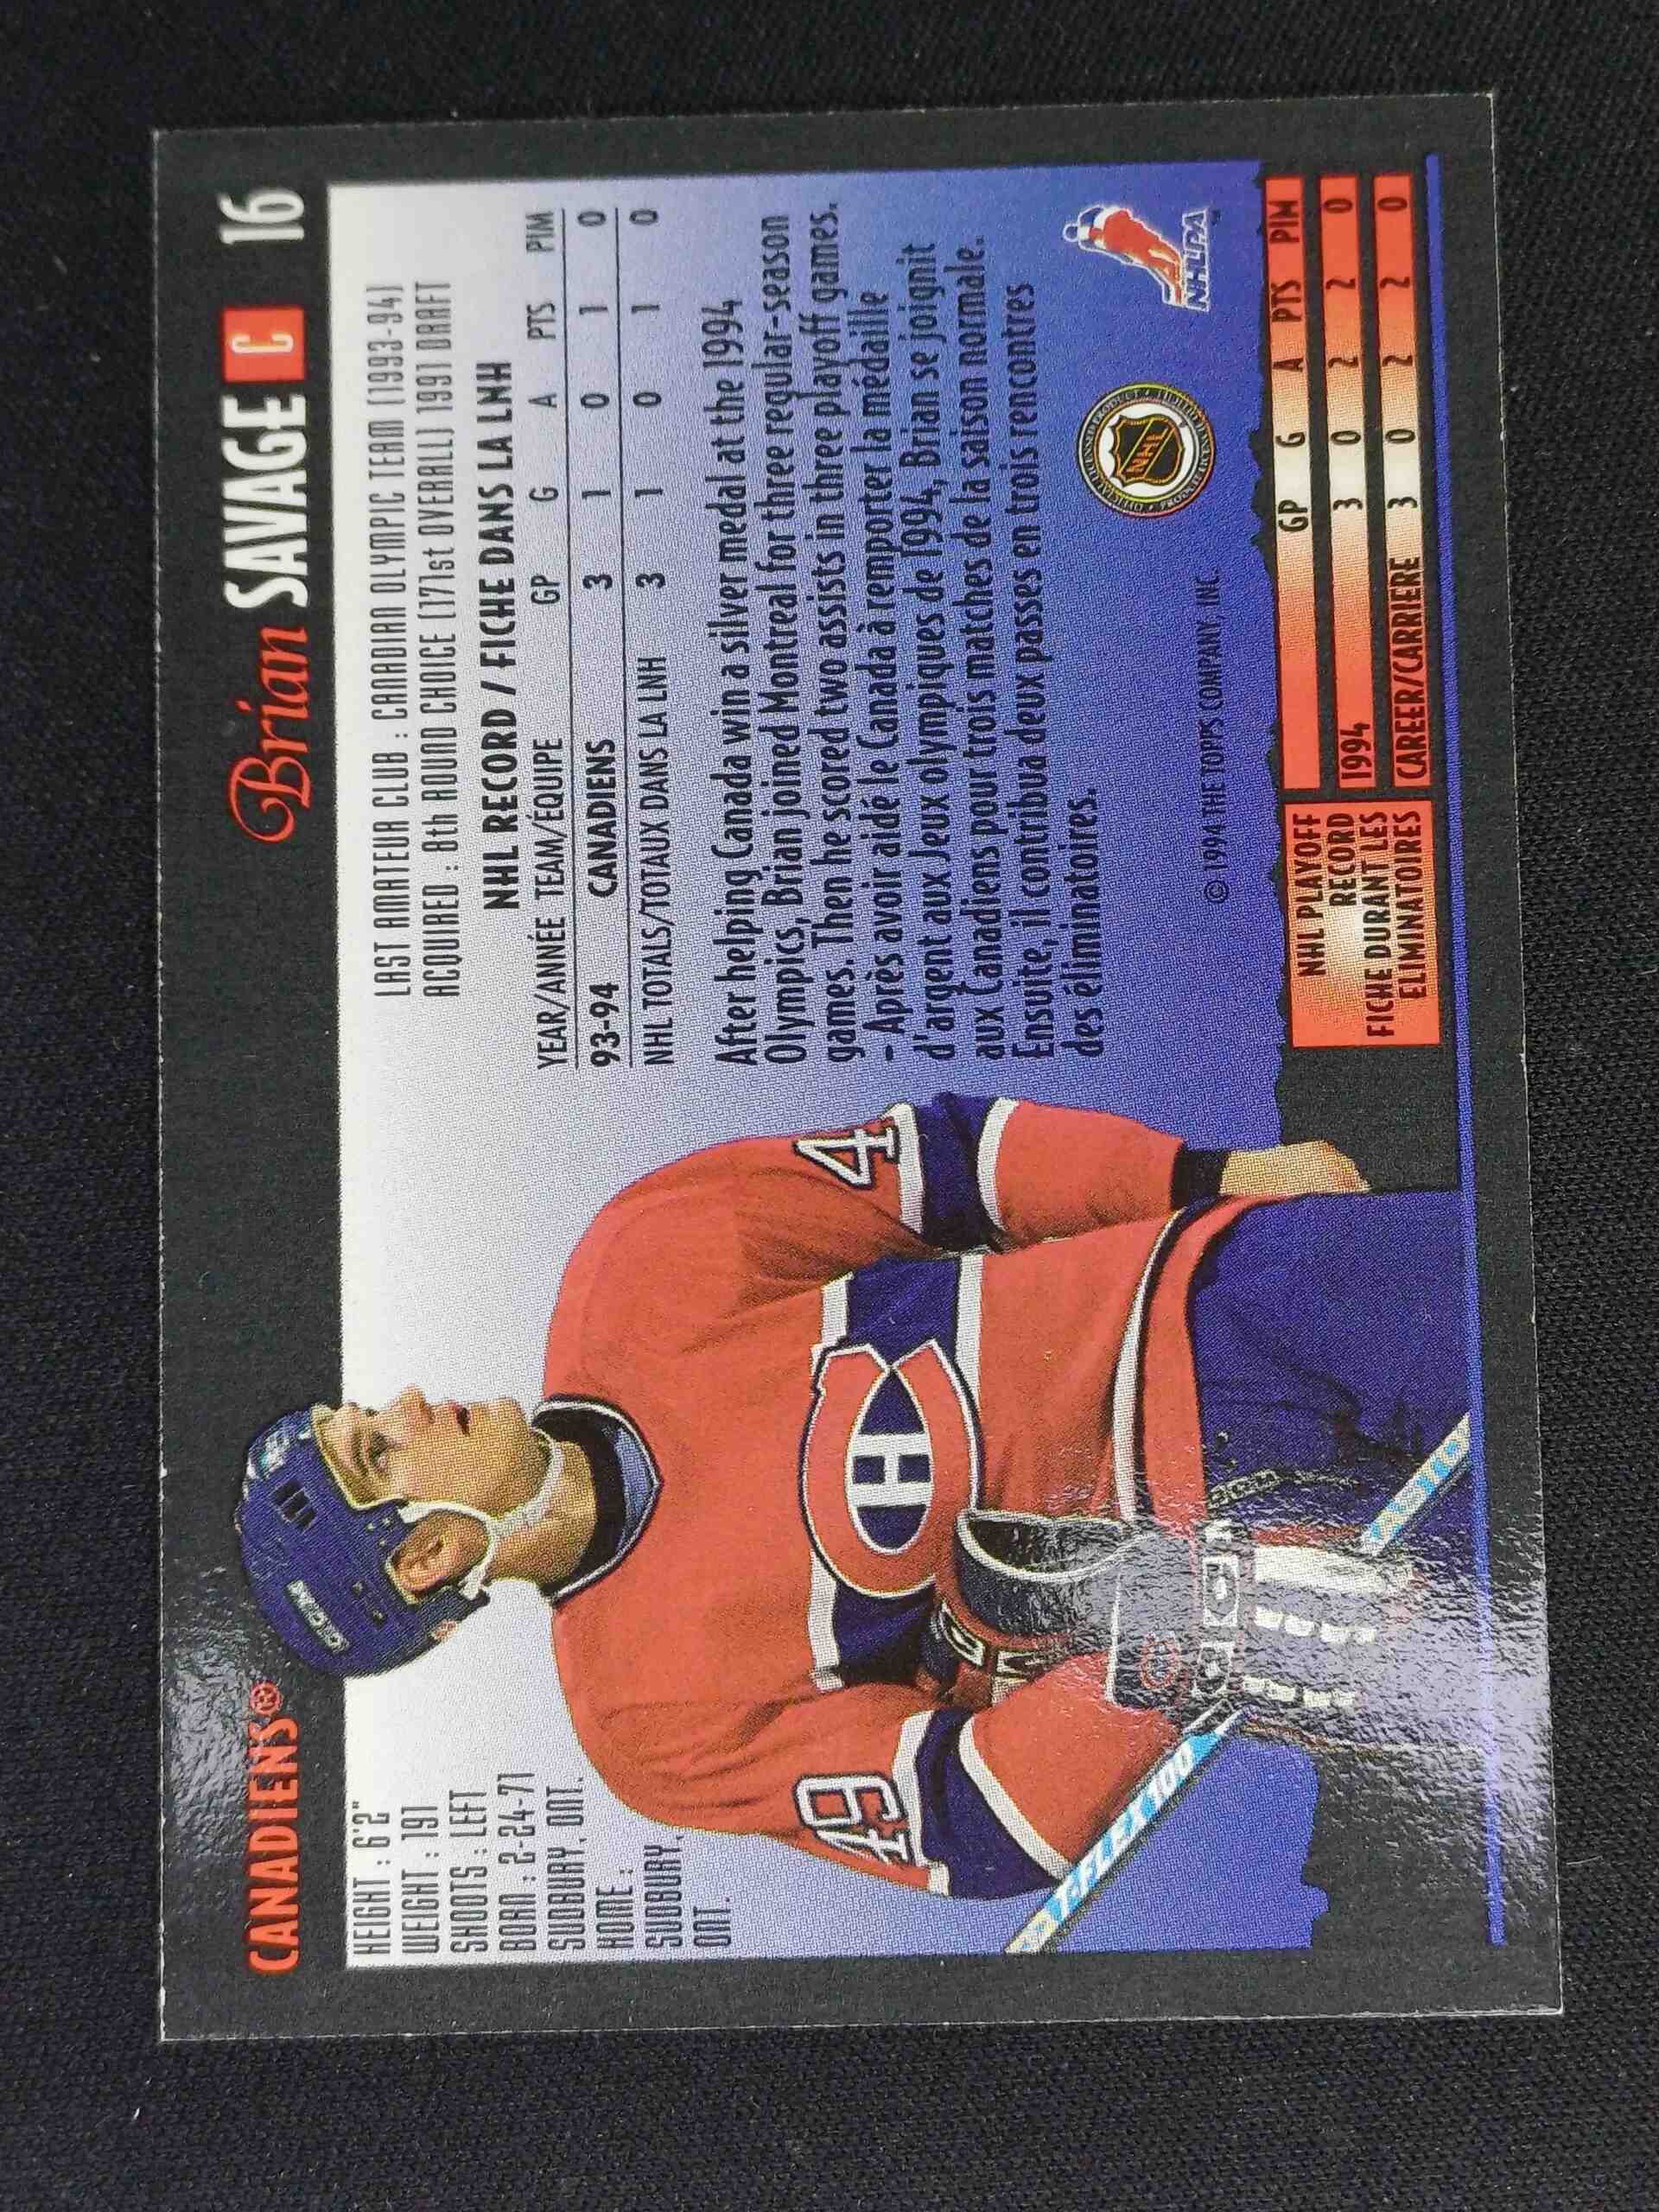 CANADIENS®
Brian SAVAGE C 16
HEIGHT : 6'2"
WEIGHT : 191
SHOOTS : LEFT
BORN : 2-24-71
SUDBURY, ONT.
HOME :
SUDBURY,
ONT.
LAST AMATEUR CLUB : CANADIAN OLYMPIC TEAM (1993-94)
ACQUIRED : 8th ROUND CHOICE (171st OVERALL) 1991 DRAFT
NHL RECORD / FICHE DANS LA LNH
YEAR/ANNÉE TEAM/ÉQUIPE GP G A PTS PIM
93-94 CANADIENS 3 1 0 1 0
NHL TOTALS/TOTAUX DANS LA LNH 3 1 0 1 0
After helping Canada win a silver medal at the 1994
Olympics, Brian joined Montreal for three regular-season
games. Then he scored two assists in three playoff games.
- Après avoir aidé le Canada à remporter la médaille
d'argent aux Jeux olympiques de 1994, Brian se joignit
aux Canadiens pour trois matches de la saison normale.
Ensuite, il contribua deux passes en trois rencontres
des éliminatoires.
© 1994 THE TOPPS COMPANY, INC.
NHL
NHLPA
NHL PLAYOFF
RECORD
FICHE DURANT LES
ELIMINATOIRES
GP G A PTS PIM
1994 3 0 2 2 0
CAREER/CARRIERE 3 0 2 2 0
CCM
49
4
CH
T-FLEX 100